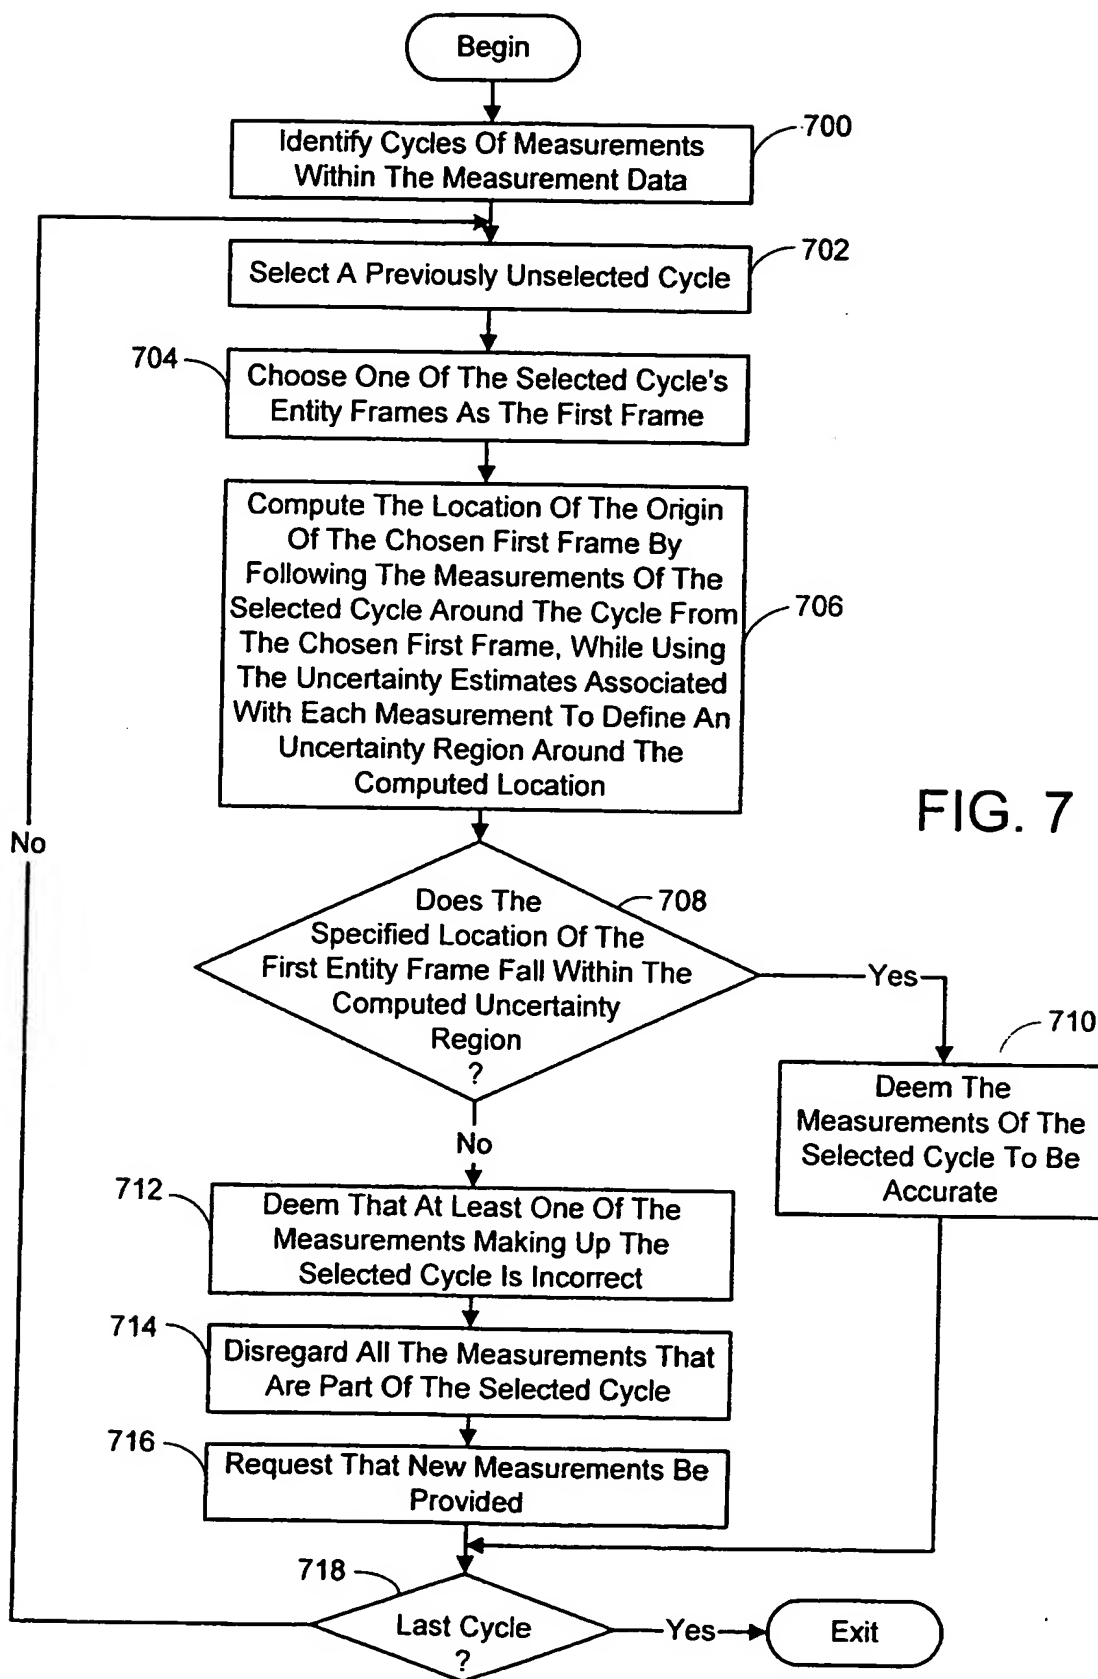 Begin
700
Identify Cycles Of Measurements
Within The Measurement Data
702
Select A Previously Unselected Cycle
704
Choose One Of The Selected Cycle's
Entity Frames As The First Frame
Compute The Location Of The Origin
Of The Chosen First Frame By
Following The Measurements Of The
Selected Cycle Around The Cycle From
The Chosen First Frame, While Using
The Uncertainty Estimates Associated
With Each Measurement To Define An
Uncertainty Region Around The
Computed Location
706
FIG. 7
No
Does The
Specified Location Of The
First Entity Frame Fall Within The
Computed Uncertainty
Region
?
708
Yes
710
Deem The
Measurements Of The
Selected Cycle To Be
Accurate
No
712
Deem That At Least One Of The
Measurements Making Up The
Selected Cycle Is Incorrect
714
Disregard All The Measurements That
Are Part Of The Selected Cycle
716
Request That New Measurements Be
Provided
718
Last Cycle
?
Yes
Exit